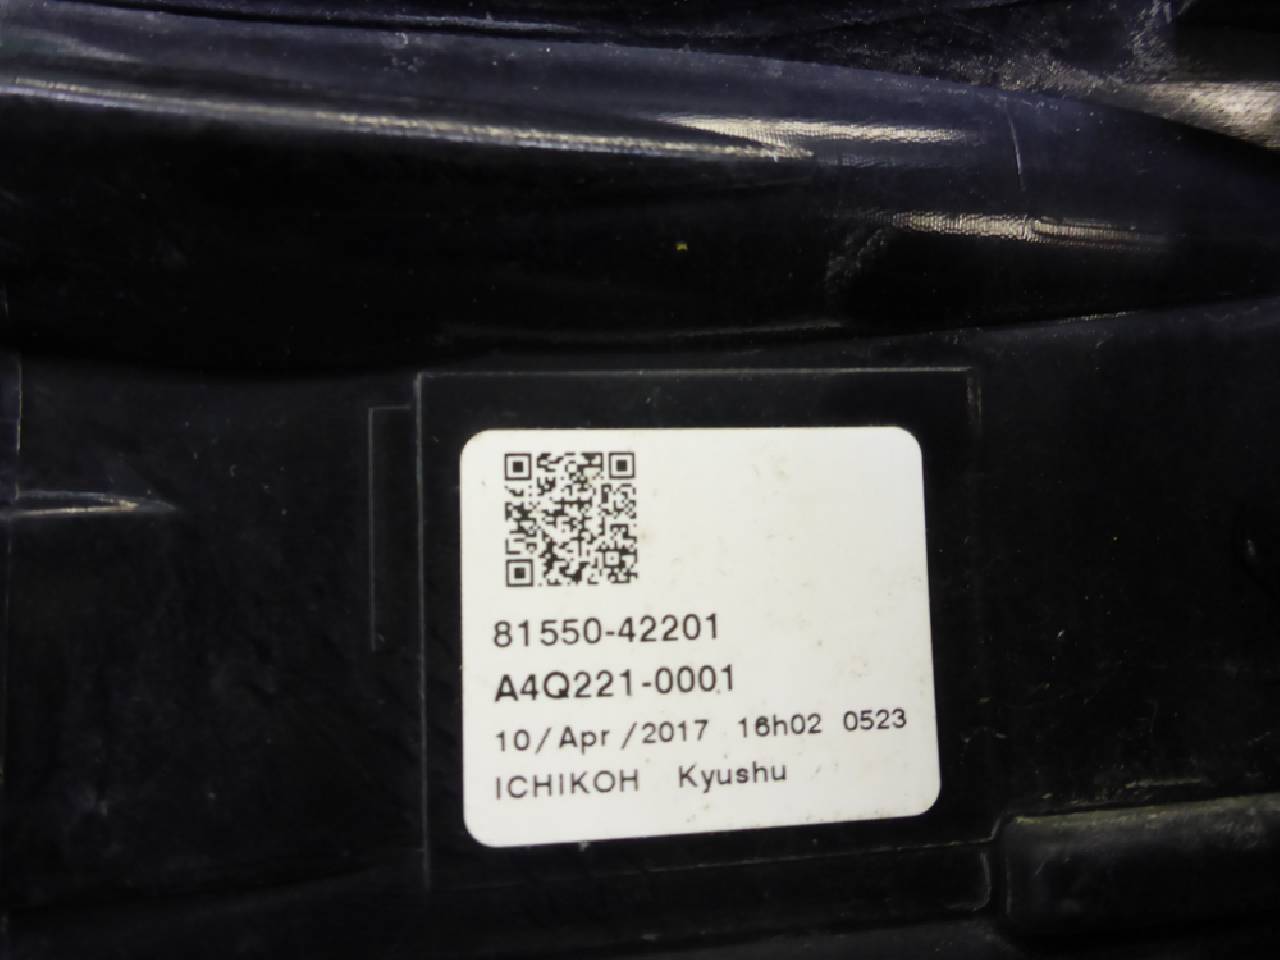 81550-42201
A4Q221-0001
10/Apr/2017 16h02 0523
ICHIKOH Kyushu